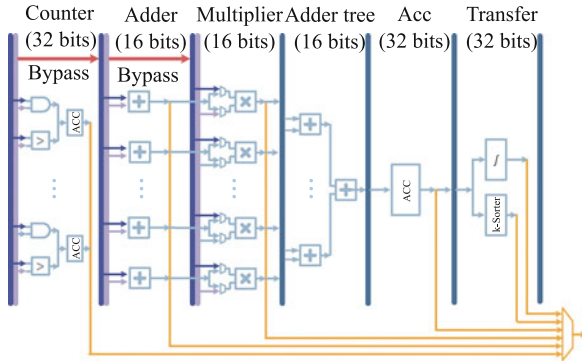 Counter Adder Multiplier Adder tree Acc Transfer
(32 bits) (16 bits) (16 bits) (16 bits) (32 bits) (32 bits)
Bypass Bypass
ACC
>
ACC
>
+
+
+
+
×
×
×
×
+
+
+
ACC
∫
k-Sorter